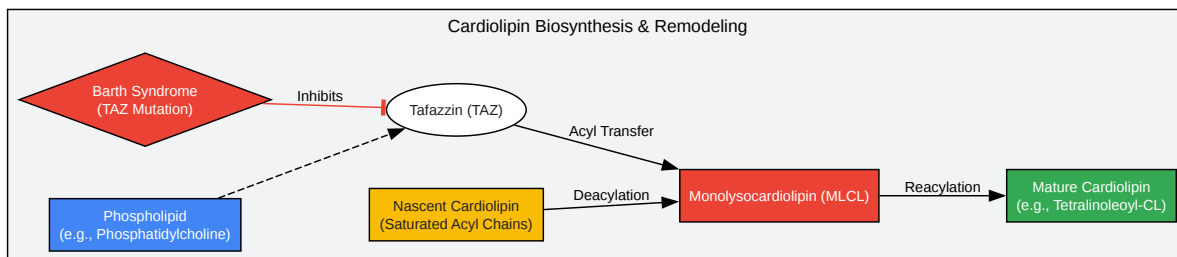 Cardiolipin Biosynthesis & Remodeling
Barth Syndrome
(TAZ Mutation)
Inhibits
Tafazzin (TAZ)
Acyl Transfer
Phospholipid
(e.g., Phosphatidylcholine)
Nascent Cardiolipin
(Saturated Acyl Chains)
Deacylation
Monolysocardiolipin (MLCL)
Reacylation
Mature Cardiolipin
(e.g., Tetralinoleoyl-CL)